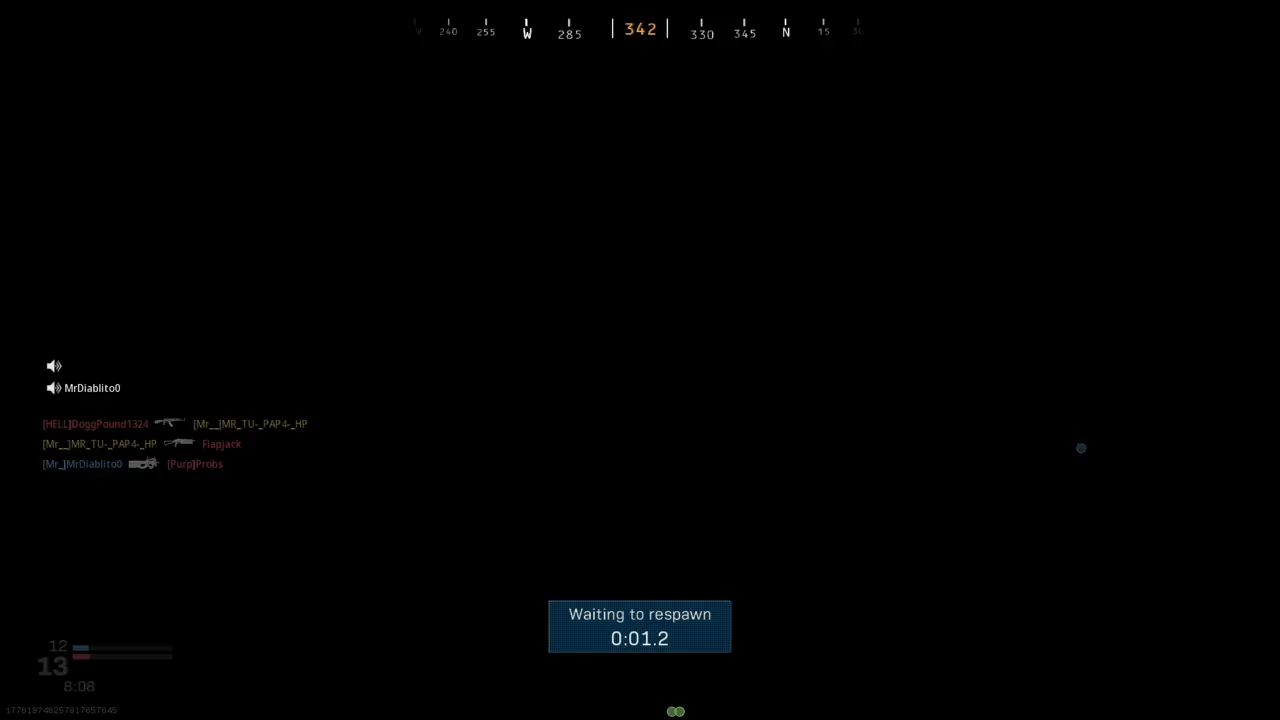 240 255 W 285 342 330 345 N 15 30
MrDiablito0
[HELL]DoggPound1324 [Mr__]MR_TU-_PAP4-_HP
[Mr__]MR_TU-_PAP4-_HP Flapjack
[Mr_]MrDiablito0 [Purp]Probs
Waiting to respawn
0:01.2
12
13
8:08